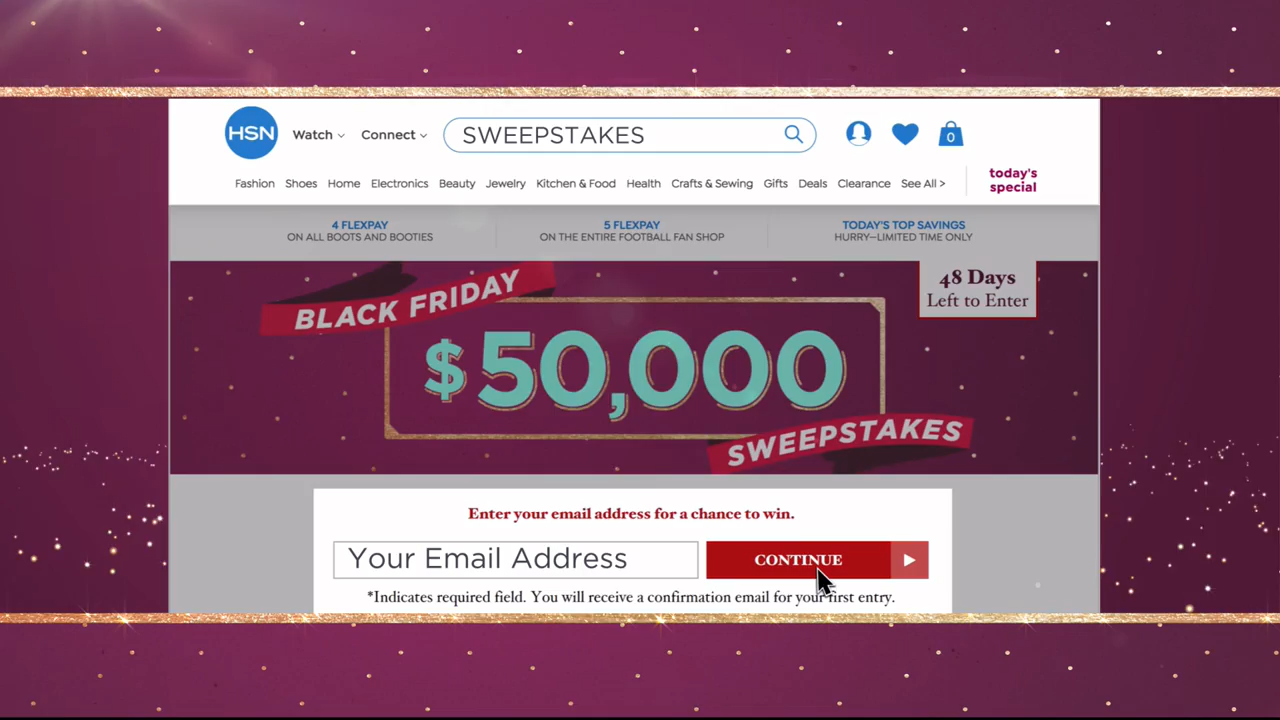 HSN Watch Connect SWEEPSTAKES 0
Fashion Shoes Home Electronics Beauty Jewelry Kitchen & Food Health Crafts & Sewing Gifts Deals Clearance See All > today's special
4 FLEXPAY
ON ALL BOOTS AND BOOTIES
5 FLEXPAY
ON THE ENTIRE FOOTBALL FAN SHOP
TODAY'S TOP SAVINGS
HURRY—LIMITED TIME ONLY
48 Days
Left to Enter
BLACK FRIDAY
$50,000
SWEEPSTAKES
Enter your email address for a chance to win.
Your Email Address CONTINUE
*Indicates required field. You will receive a confirmation email for your first entry.